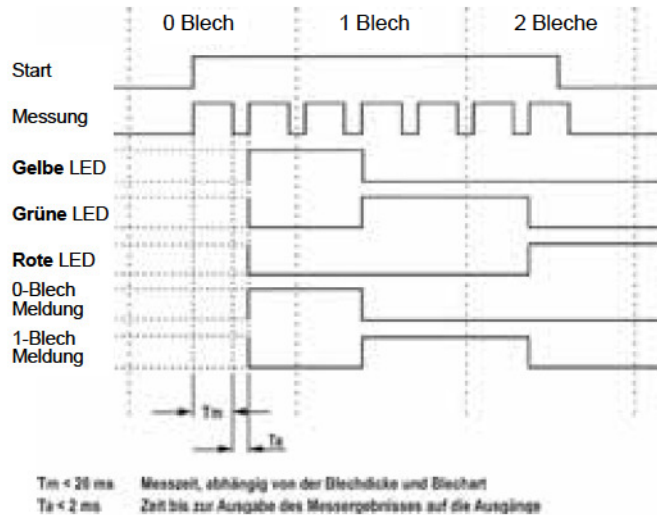 0 Blech 1 Blech 2 Bleche
Start
Messung
Gelbe LED
Grüne LED
Rote LED
0-Blech
Meldung
1-Blech
Meldung
Tm
Ta
Tm < 20 ms Messzeit, abhängig von der Blechdicke und Blechart
Ta < 2 ms Zeit bis zur Ausgabe des Messergebnisses auf die Ausgänge